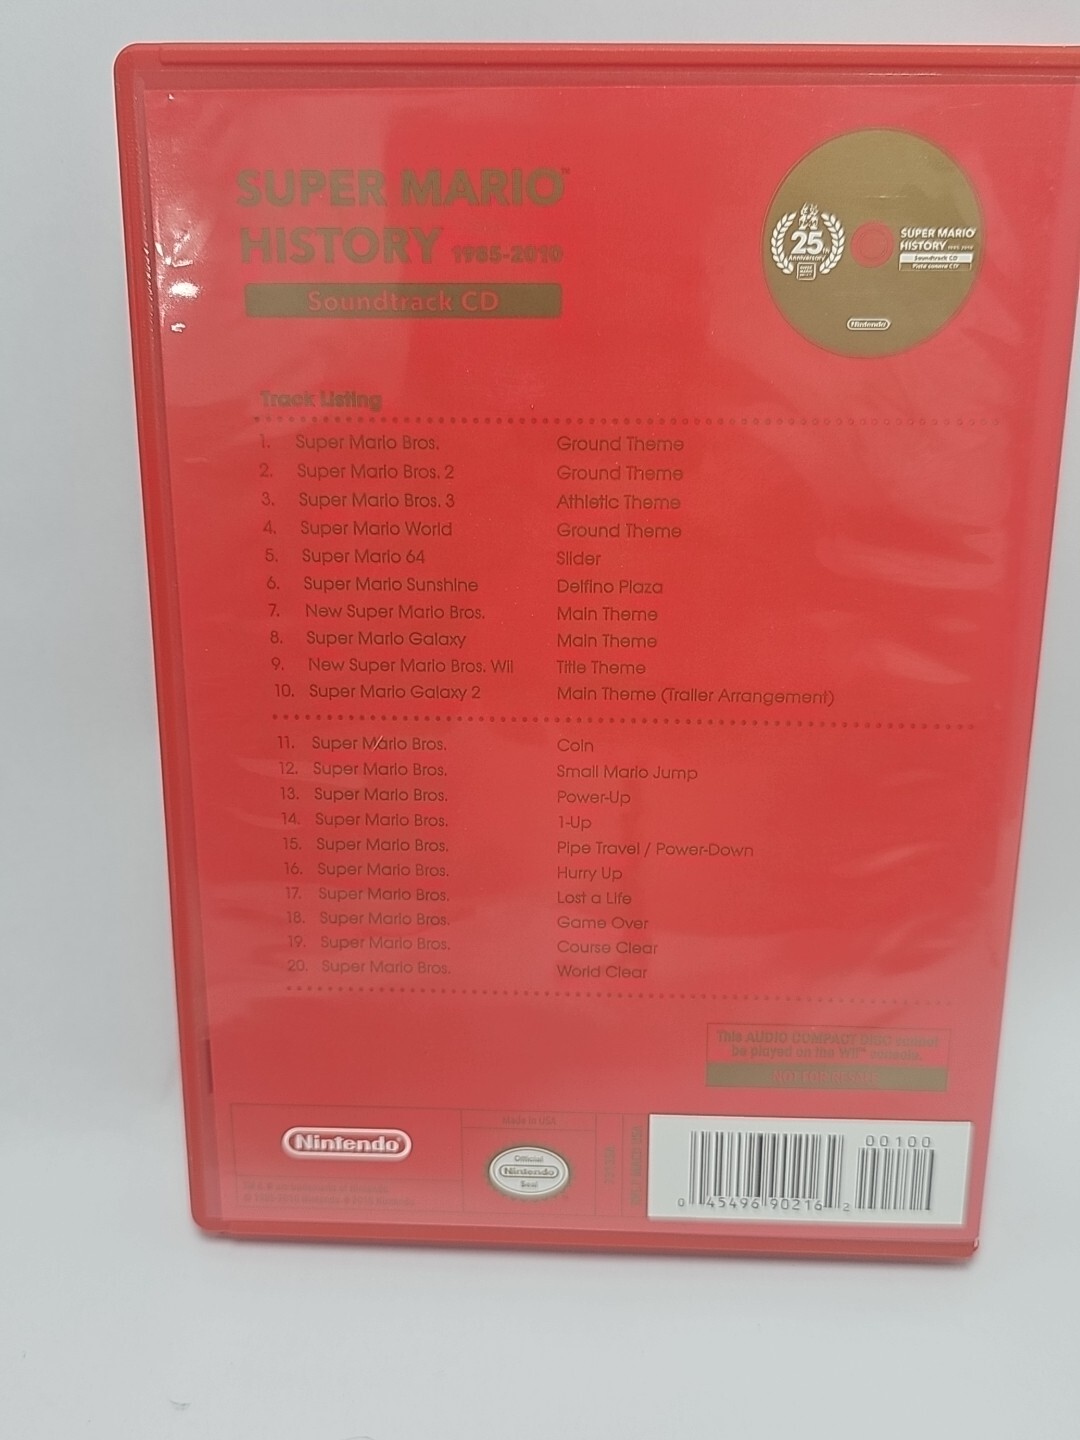 SUPER MARIO™
HISTORY 1985-2010
Soundtrack CD
25th
Anniversary
SUPER MARIO
HISTORY 1985-2010
Soundtrack CD
Nintendo
Track Listing
1. Super Mario Bros. Ground Theme
2. Super Mario Bros. 2 Ground Theme
3. Super Mario Bros. 3 Athletic Theme
4. Super Mario World Ground Theme
5. Super Mario 64 Slider
6. Super Mario Sunshine Delfino Plaza
7. New Super Mario Bros. Main Theme
8. Super Mario Galaxy Main Theme
9. New Super Mario Bros. Wii Title Theme
10. Super Mario Galaxy 2 Main Theme (Trailer Arrangement)
11. Super Mario Bros. Coin
12. Super Mario Bros. Small Mario Jump
13. Super Mario Bros. Power-Up
14. Super Mario Bros. 1-Up
15. Super Mario Bros. Pipe Travel / Power-Down
16. Super Mario Bros. Hurry Up
17. Super Mario Bros. Lost a Life
18. Super Mario Bros. Game Over
19. Super Mario Bros. Course Clear
20. Super Mario Bros. World Clear
This AUDIO COMPACT DISC cannot
be played on the Wii™ console.
NOT FOR RESALE
Nintendo
Made in USA
Official
Nintendo
Seal
00100
0 45496 90216 2